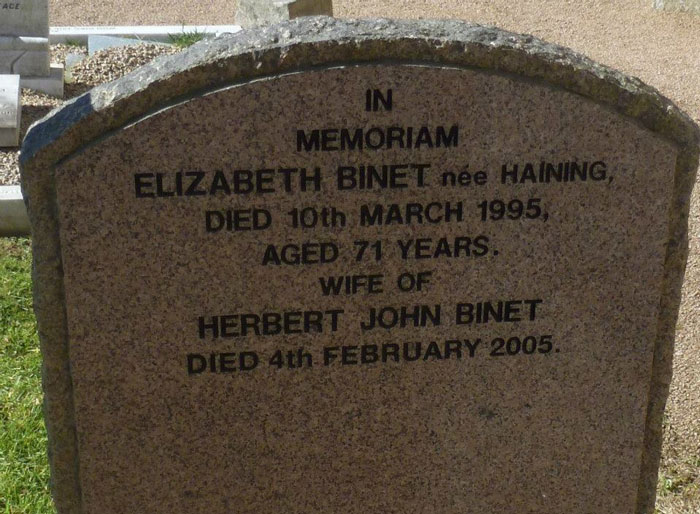 ACE
IN
MEMORIAM
ELIZABETH BINET née HAINING,
DIED 10th MARCH 1995,
AGED 71 YEARS.
WIFE OF
HERBERT JOHN BINET
DIED 4th FEBRUARY 2005.